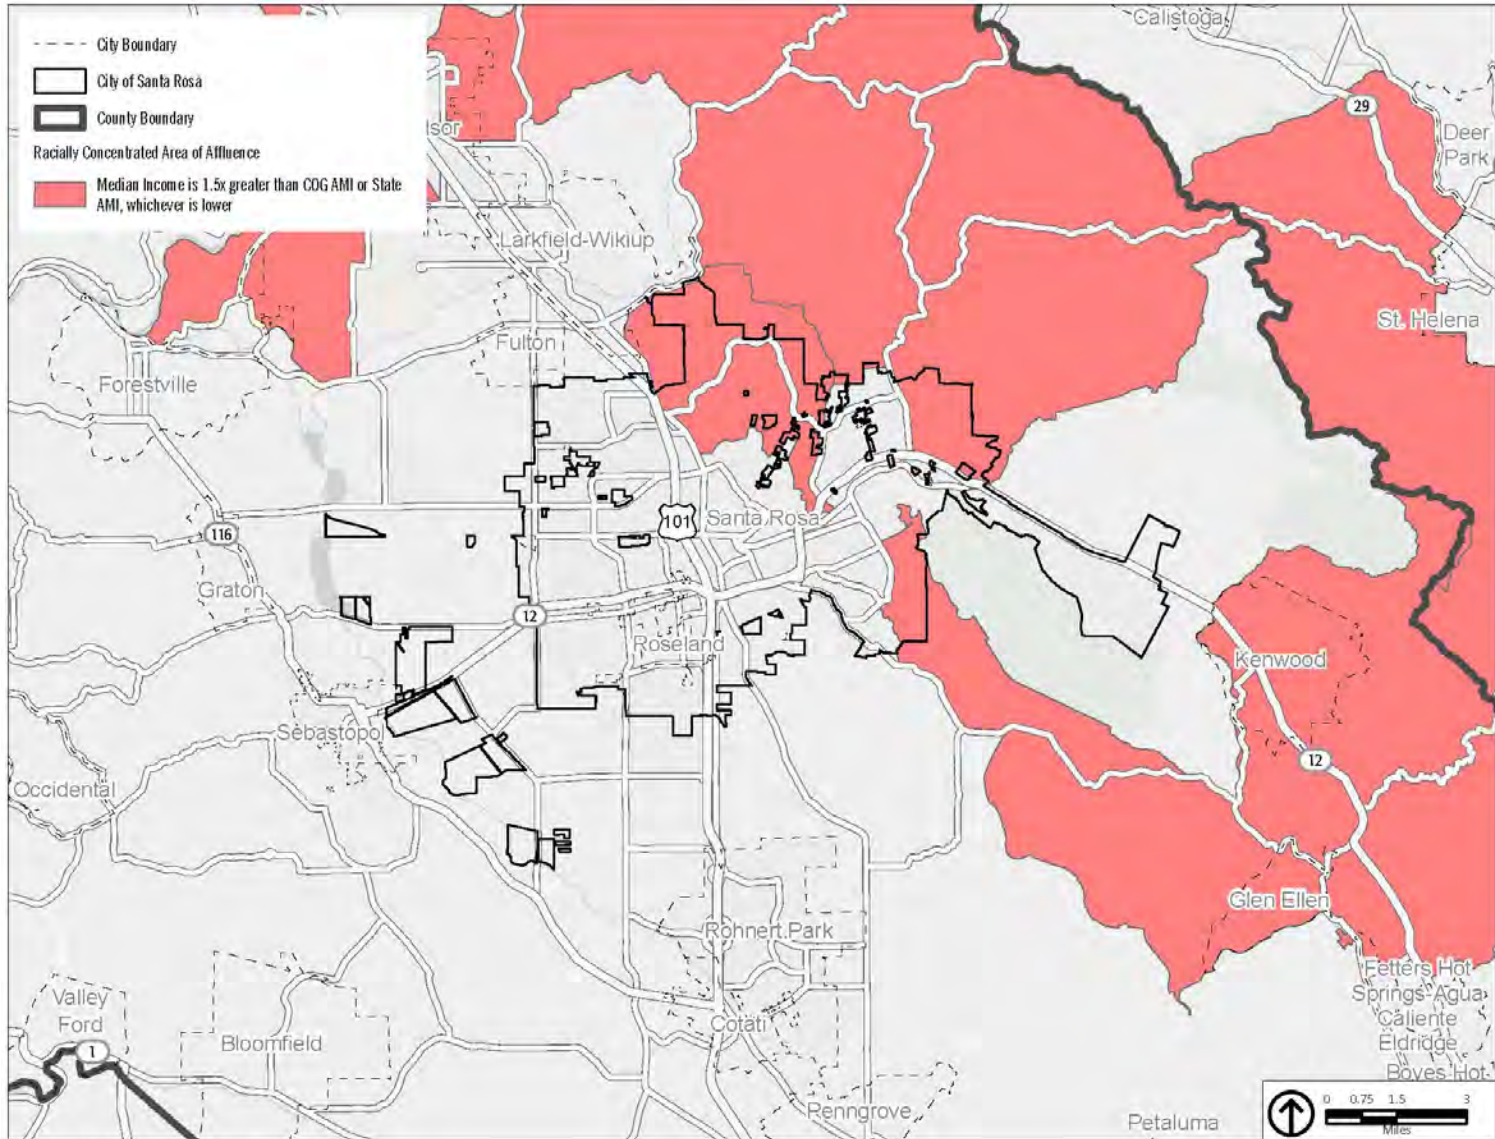 Calistoga
City Boundary
City of Santa Rosa
County Boundary
Racially Concentrated Area of Affluence
Median Income is 1.5x greater than COG AMI or State
AMI, whichever is lower
29
Deer
Park
Larkfield-Wikiup
St. Helena
Fulton
Forestville
101
Santa Rosa
116
Graton
12
Roseland
Kenwood
Sebastopol
12
Occidental
Glen Ellen
Rohnert Park
Fetters Hot
Springs-Agua
Caliente
Eldridge
Boyes Hot
Valley
Ford
Cotati
Bloomfield
1
Penngrove
Petaluma
0 0.75 1.5 3
Miles